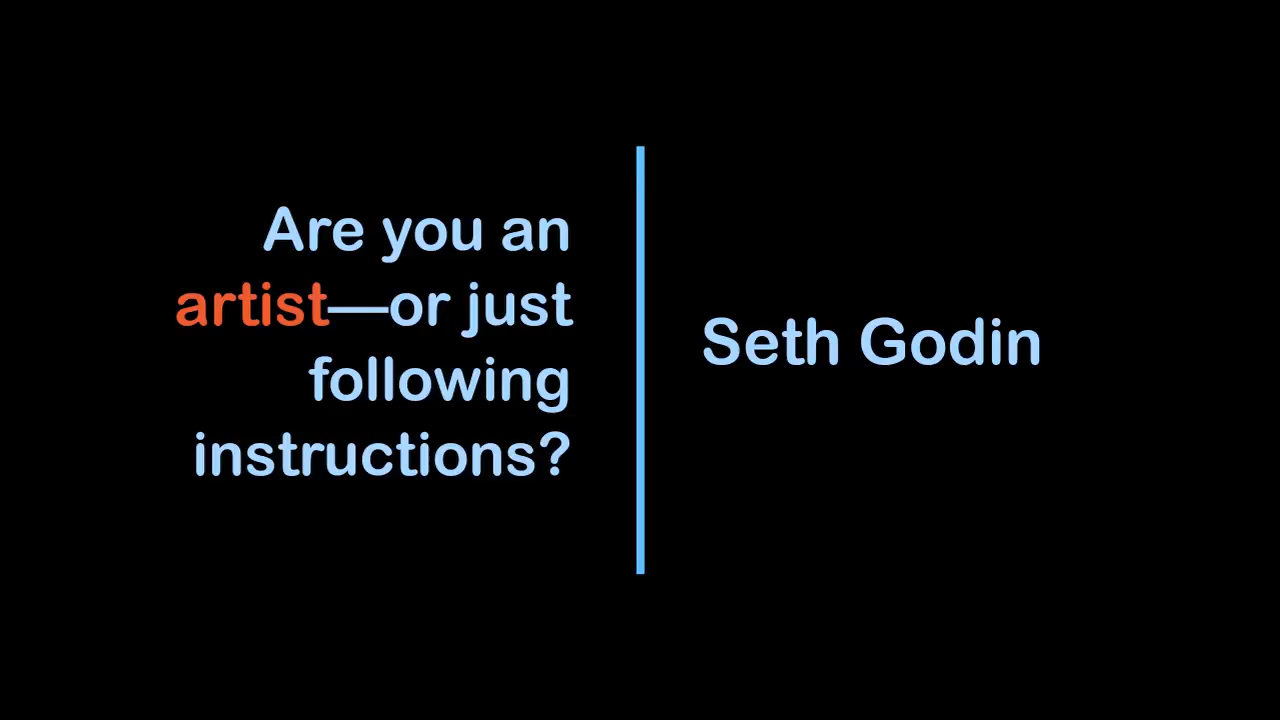 Are you an
artist—or just
following
instructions?
Seth Godin